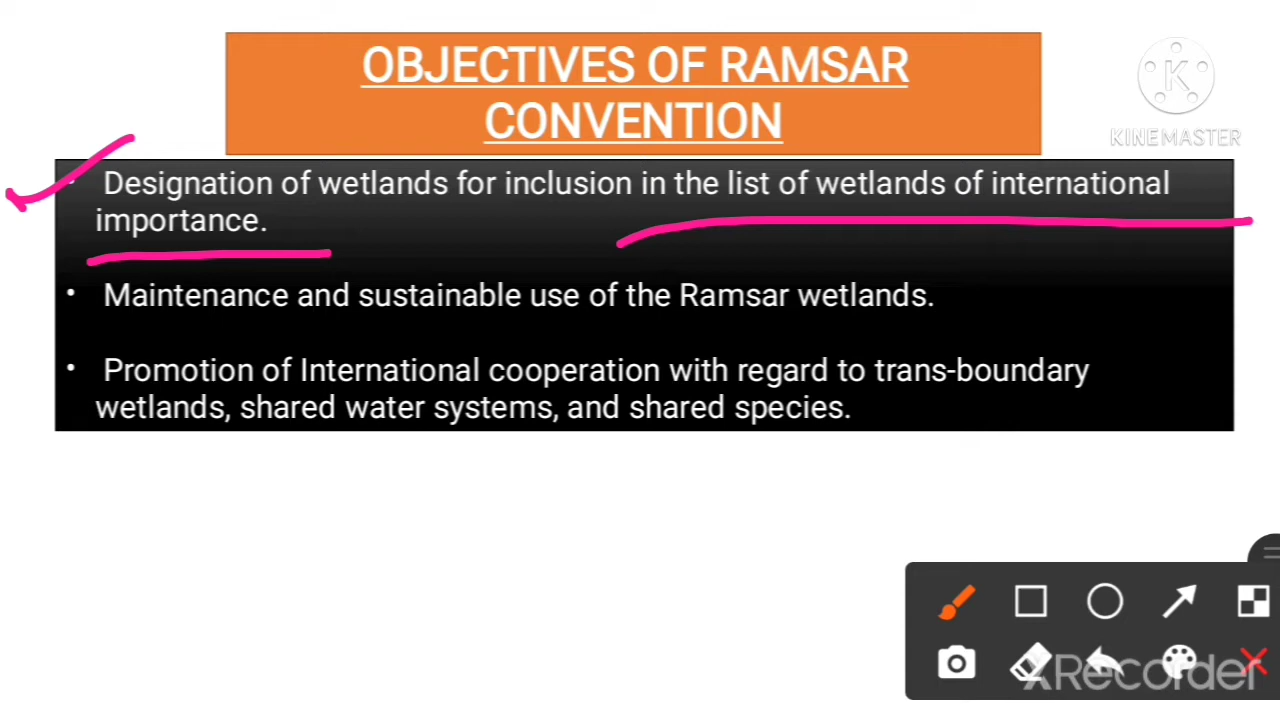 OBJECTIVES OF RAMSAR
CONVENTION
K
KINEMASTER
• Designation of wetlands for inclusion in the list of wetlands of international
importance.
• Maintenance and sustainable use of the Ramsar wetlands.
• Promotion of International cooperation with regard to trans-boundary
wetlands, shared water systems, and shared species.
XRecorder